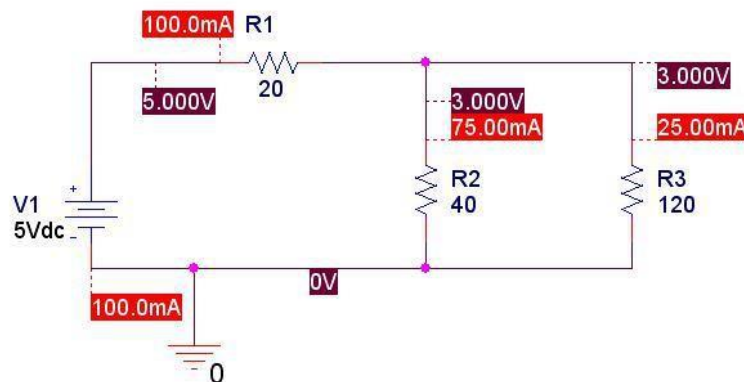 100.0mA
R1
20
5.000V
3.000V
3.000V
75.00mA
25.00mA
V1
5Vdc
+
-
R2
40
R3
120
0V
100.0mA
0